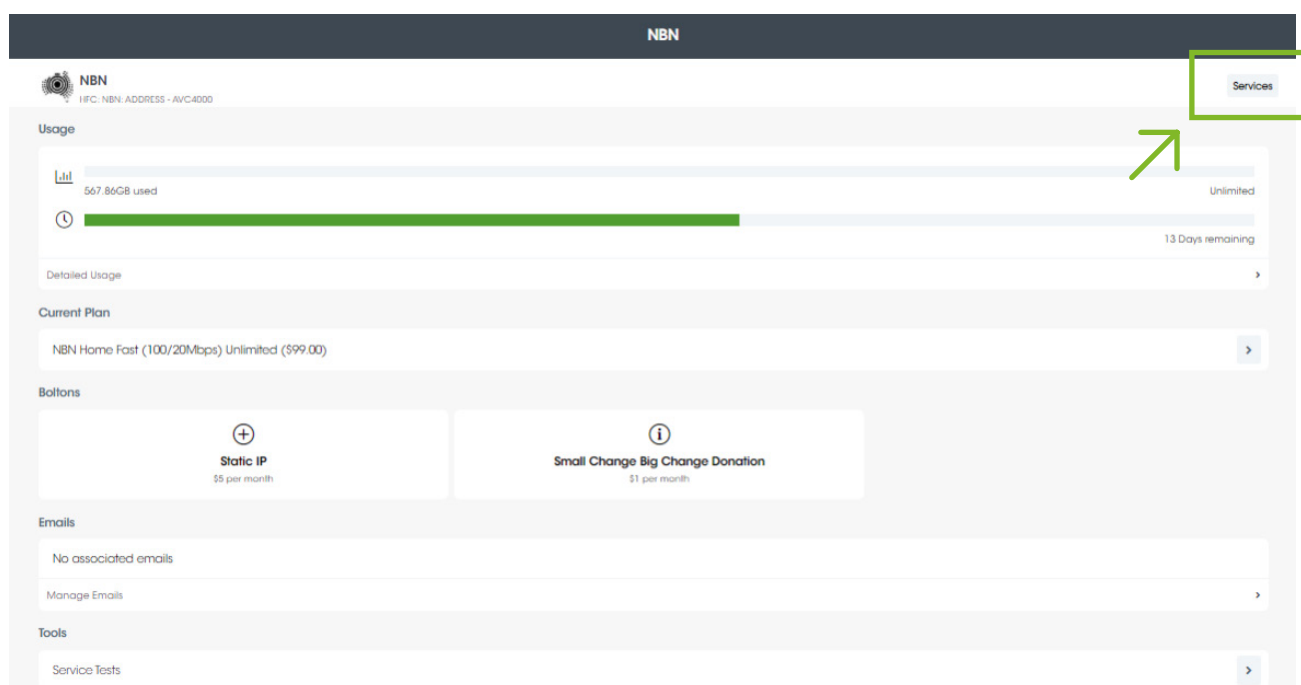 NBN
NBN
HFC: NBN: ADDRESS - AVC4000
Services
Usage
567.86GB used
Unlimited
13 Days remaining
Detailed Usage
Current Plan
NBN Home Fast (100/20Mbps) Unlimited ($99.00)
Boltons
Static IP
$5 per month
Small Change Big Change Donation
$1 per month
Emails
No associated emails
Manage Emails
Tools
Service Tests